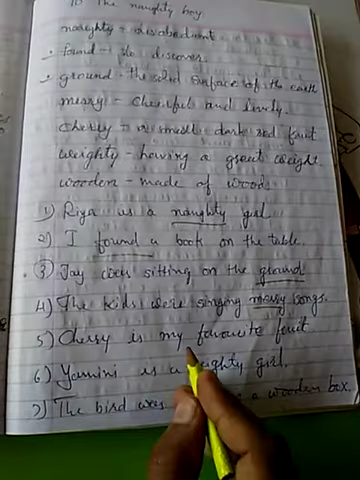 10 The naughty boy
naughty - disobedient
found - To discover
ground - the solid surface of the earth
merry - cheerful and lively.
cherry - a small dark red fruit
weighty - having a great weight
wooden - made of wood
1) Riya is a naughty girl
2) I found a book on the table.
3) Jay was sitting on the ground
4) The kids were singing merry songs.
5) Cherry is my favourite fruit
6) Yamini is a girl.
7) The bird was a wooden box.